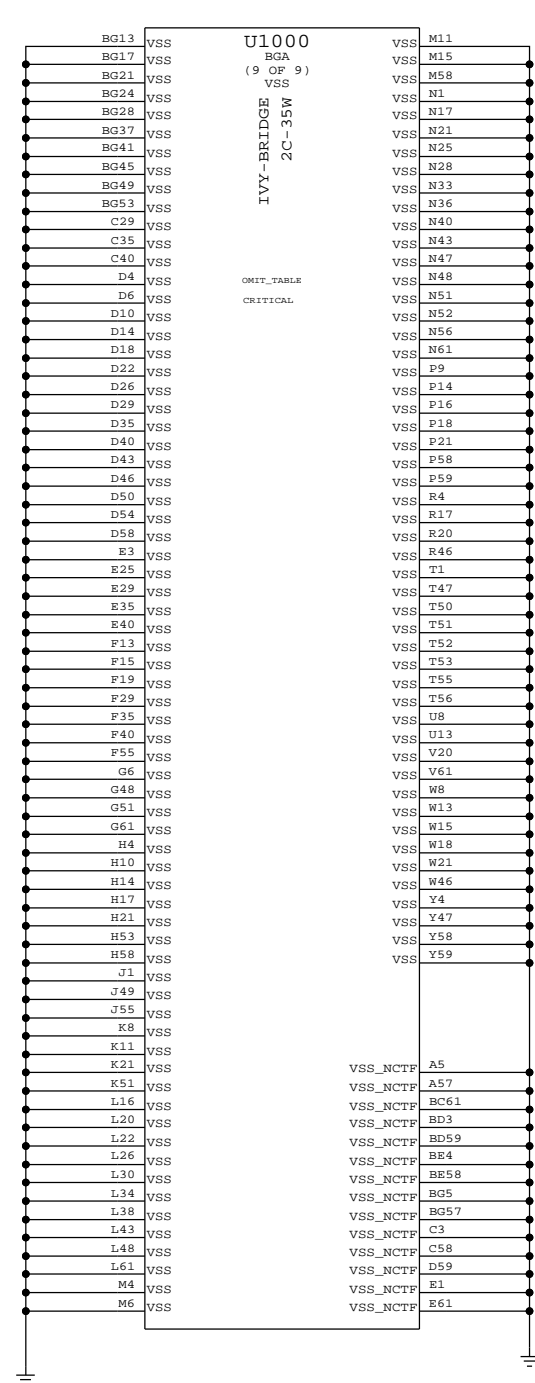 BG13 VSS U1000 VSS M11
BG17 VSS BGA VSS M15
BG21 VSS (9 OF 9) VSS M58
BG24 VSS VSS VSS N1
BG28 VSS VSS N17
BG37 VSS VSS N21
BG41 VSS VSS N25
BG45 VSS VSS N28
BG49 VSS VSS N33
BG53 VSS VSS N36
IVY-BRIDGE
2C-35W
C29 VSS VSS N40
C35 VSS VSS N43
C40 VSS VSS N47
D4 VSS OMIT_TABLE VSS N48
D6 VSS CRITICAL VSS N51
D10 VSS VSS N52
D14 VSS VSS N56
D18 VSS VSS N61
D22 VSS VSS P9
D26 VSS VSS P14
D29 VSS VSS P16
D35 VSS VSS P18
D40 VSS VSS P21
D43 VSS VSS P58
D46 VSS VSS P59
D50 VSS VSS R4
D54 VSS VSS R17
D58 VSS VSS R20
E3 VSS VSS R46
E25 VSS VSS T1
E29 VSS VSS T47
E35 VSS VSS T50
E40 VSS VSS T51
F13 VSS VSS T52
F15 VSS VSS T53
F19 VSS VSS T55
F29 VSS VSS T56
F35 VSS VSS U8
F40 VSS VSS U13
F55 VSS VSS V20
G6 VSS VSS V61
G48 VSS VSS W8
G51 VSS VSS W13
G61 VSS VSS W15
H4 VSS VSS W18
H10 VSS VSS W21
H14 VSS VSS W46
H17 VSS VSS Y4
H21 VSS VSS Y47
H53 VSS VSS Y58
H58 VSS VSS Y59
J1 VSS
J49 VSS
J55 VSS
K8 VSS
K11 VSS
K21 VSS VSS_NCTF A5
K51 VSS VSS_NCTF A57
L16 VSS VSS_NCTF BC61
L20 VSS VSS_NCTF BD3
L22 VSS VSS_NCTF BD59
L26 VSS VSS_NCTF BE4
L30 VSS VSS_NCTF BE58
L34 VSS VSS_NCTF BG5
L38 VSS VSS_NCTF BG57
L43 VSS VSS_NCTF C3
L48 VSS VSS_NCTF C58
L61 VSS VSS_NCTF D59
M4 VSS VSS_NCTF E1
M6 VSS VSS_NCTF E61